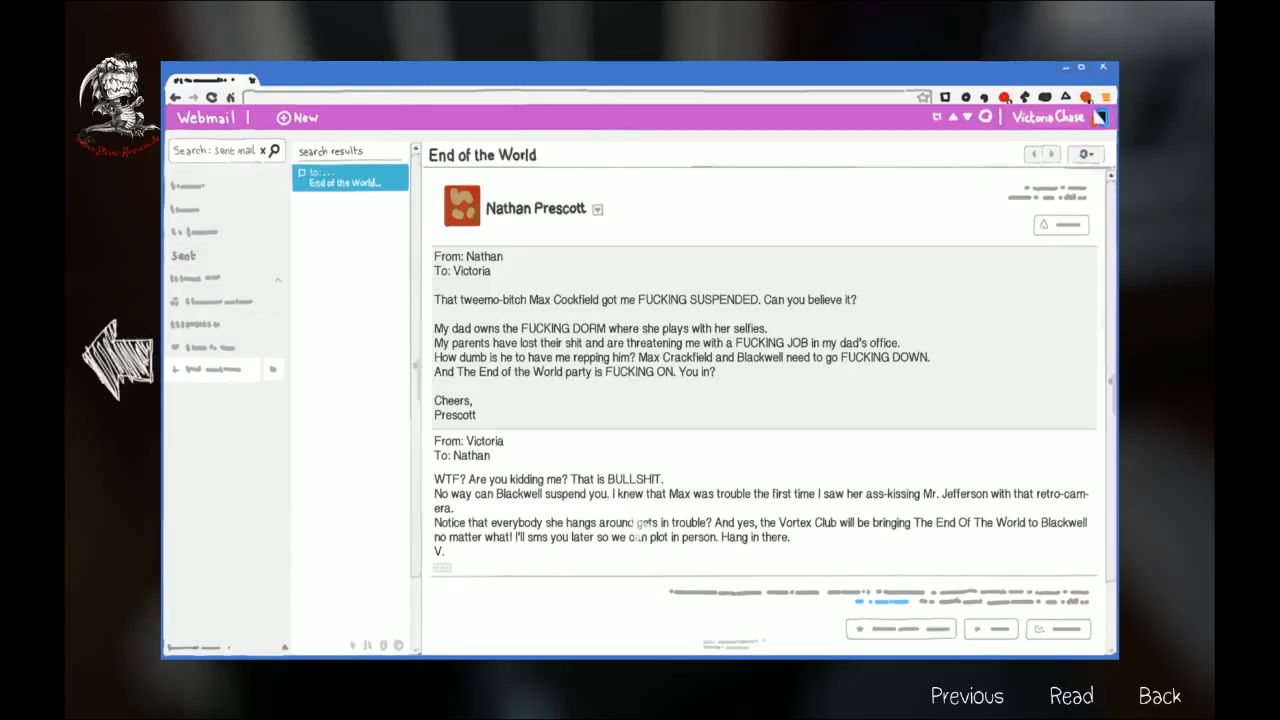 Webmail
New
Victoria Chase
Search: sent mail x
search results
End of the World
to:...
End of the World...
Nathan Prescott
Sent
From: Nathan
To: Victoria
That tweemo-bitch Max Cockfield got me FUCKING SUSPENDED. Can you believe it?
My dad owns the FUCKING DORM where she plays with her selfies.
My parents have lost their shit and are threatening me with a FUCKING JOB in my dad's office.
How dumb is he to have me repping him? Max Crackfield and Blackwell need to go FUCKING DOWN.
And The End of the World party is FUCKING ON. You in?
Cheers,
Prescott
From: Victoria
To: Nathan
WTF? Are you kidding me? That is BULLSHIT.
No way can Blackwell suspend you. I knew that Max was trouble the first time I saw her ass-kissing Mr. Jefferson with that retro-cam-
era.
Notice that everybody she hangs around gets in trouble? And yes, the Vortex Club will be bringing The End Of The World to Blackwell
no matter what! I'll sms you later so we can plot in person. Hang in there.
V.
Previous
Read
Back